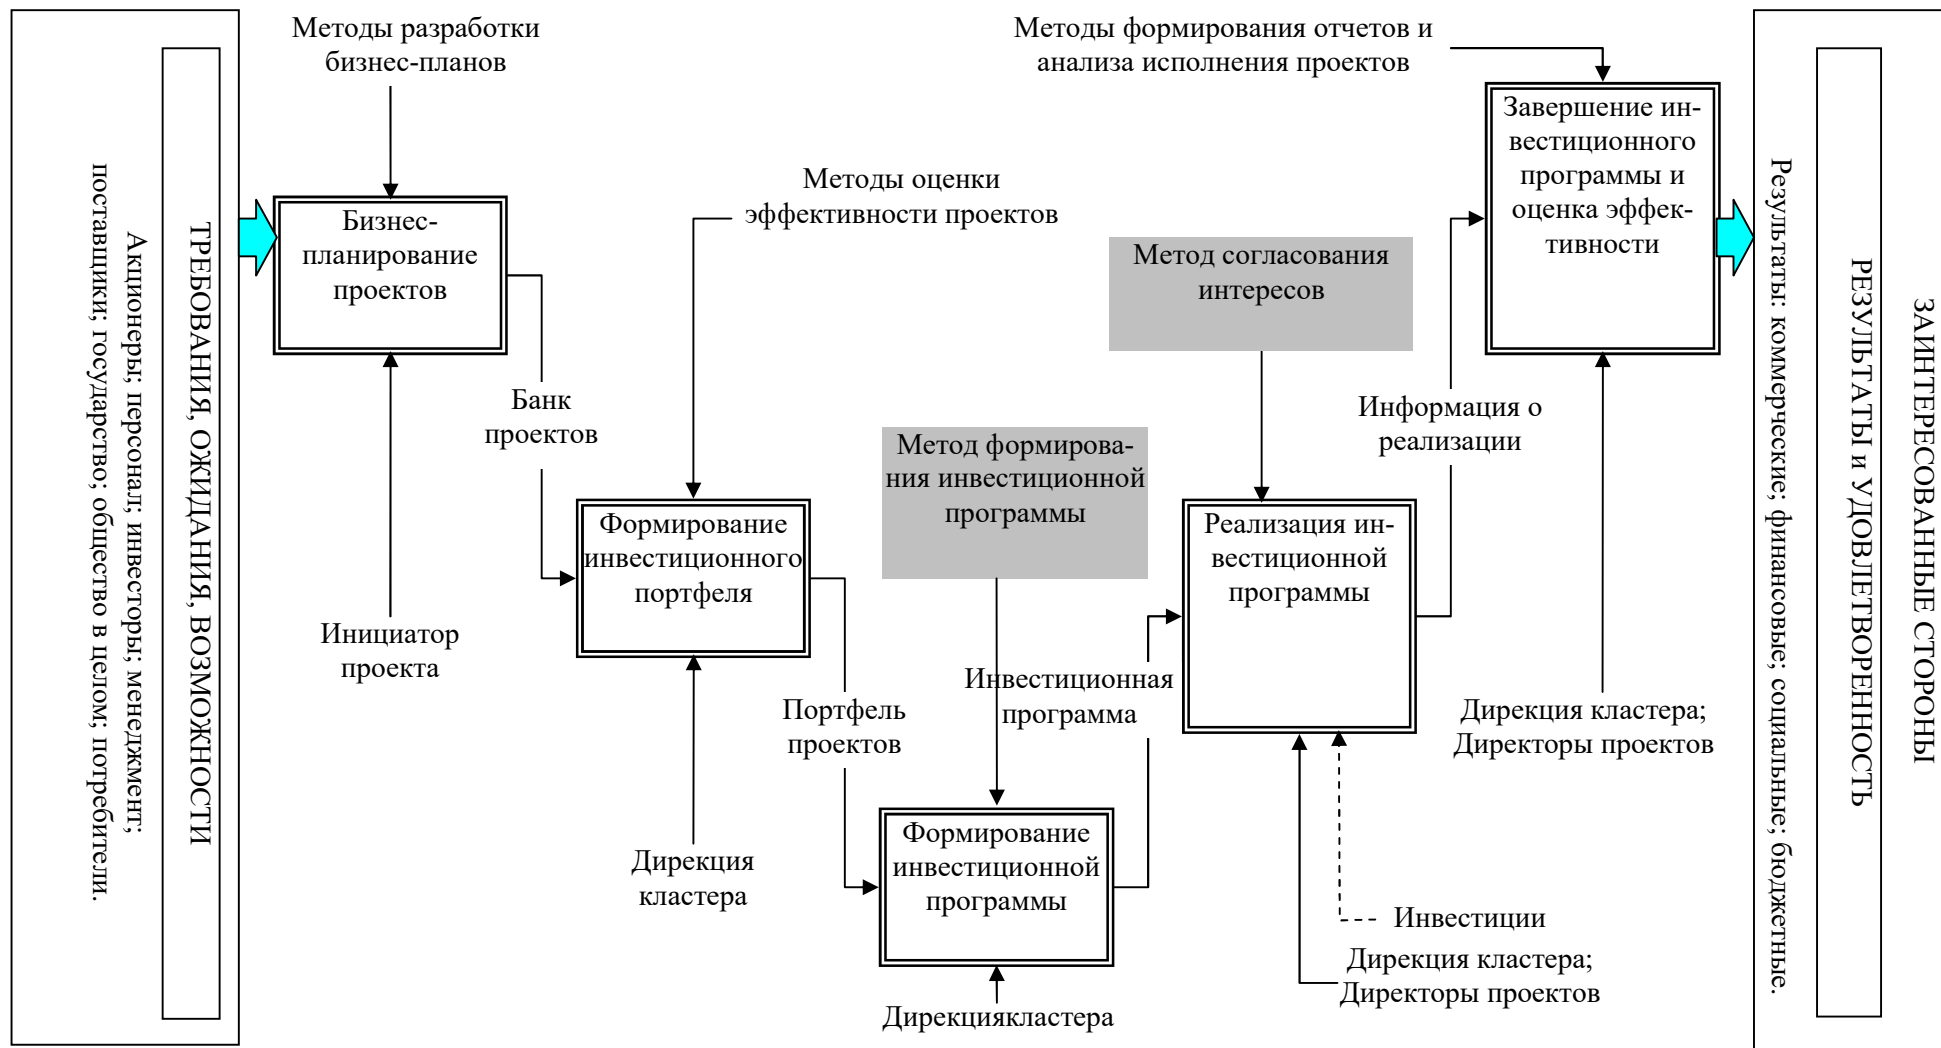 ТРЕБОВАНИЯ, ОЖИДАНИЯ, ВОЗМОЖНОСТИ
Акционеры; персонал; инвесторы; менеджмент;
поставщики; государство; общество в целом; потребители.
Методы разработки
бизнес-планов
Бизнес-
планирование
проектов
Инициатор
проекта
Банк
проектов
Методы оценки
эффективности проектов
Формирование
инвестиционного
портфеля
Дирекция
кластера
Портфель
проектов
Метод формирова-
ния инвестиционной
программы
Формирование
инвестиционной
программы
Дирекциякластера
Инвестиционная
программа
Метод согласования
интересов
Реализация ин-
вестиционной
программы
Инвестиции
Дирекция кластера;
Директоры проектов
Информация о
реализации
Методы формирования отчетов и
анализа исполнения проектов
Завершение ин-
вестиционного
программы и
оценка эффек-
тивности
Дирекция кластера;
Директоры проектов
ЗАИНТЕРЕСОВАННЫЕ СТОРОНЫ
РЕЗУЛЬТАТЫ и УДОВЛЕТВОРЕННОСТЬ
Результаты: коммерческие; финансовые; социальные; бюджетные.